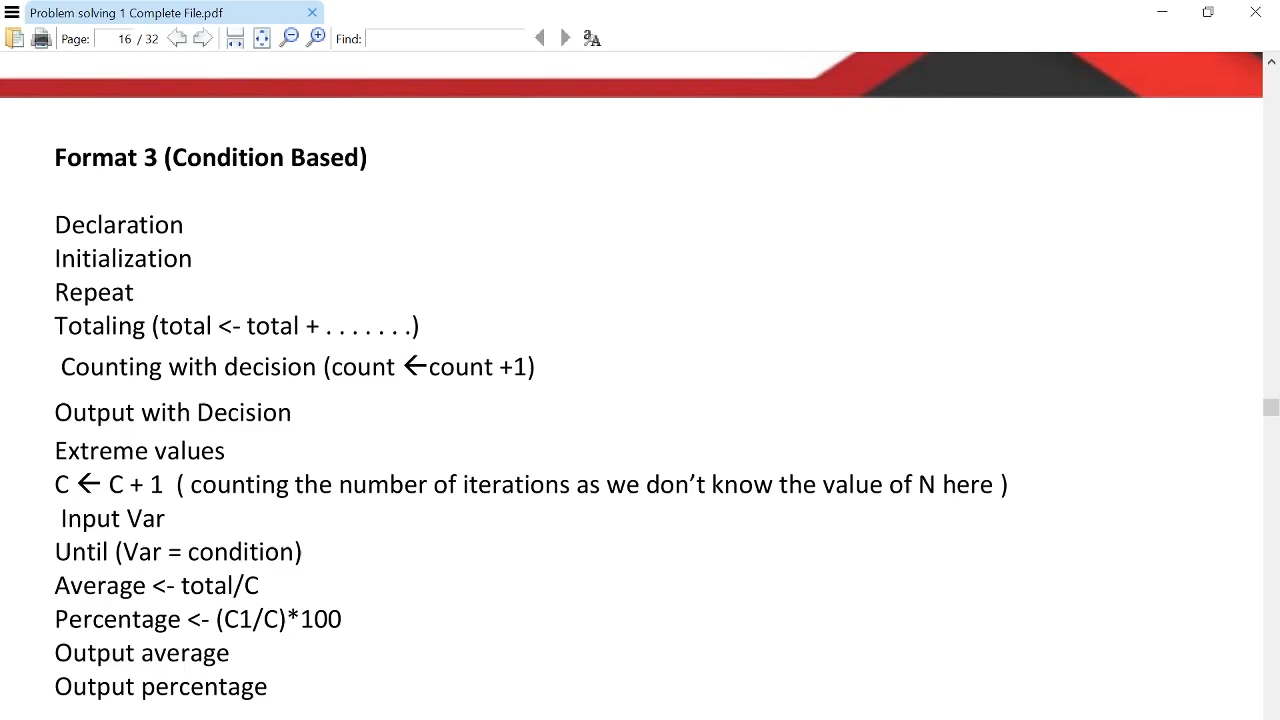 Problem solving 1 Complete File.pdf
Page: 16 / 32 Find:
Format 3 (Condition Based)
Declaration
Initialization
Repeat
Totaling (total <- total + . . . . . . .)
Counting with decision (count 🡨count +1)
Output with Decision
Extreme values
C 🡨 C + 1 ( counting the number of iterations as we don’t know the value of N here )
Input Var
Until (Var = condition)
Average <- total/C
Percentage <- (C1/C)*100
Output average
Output percentage